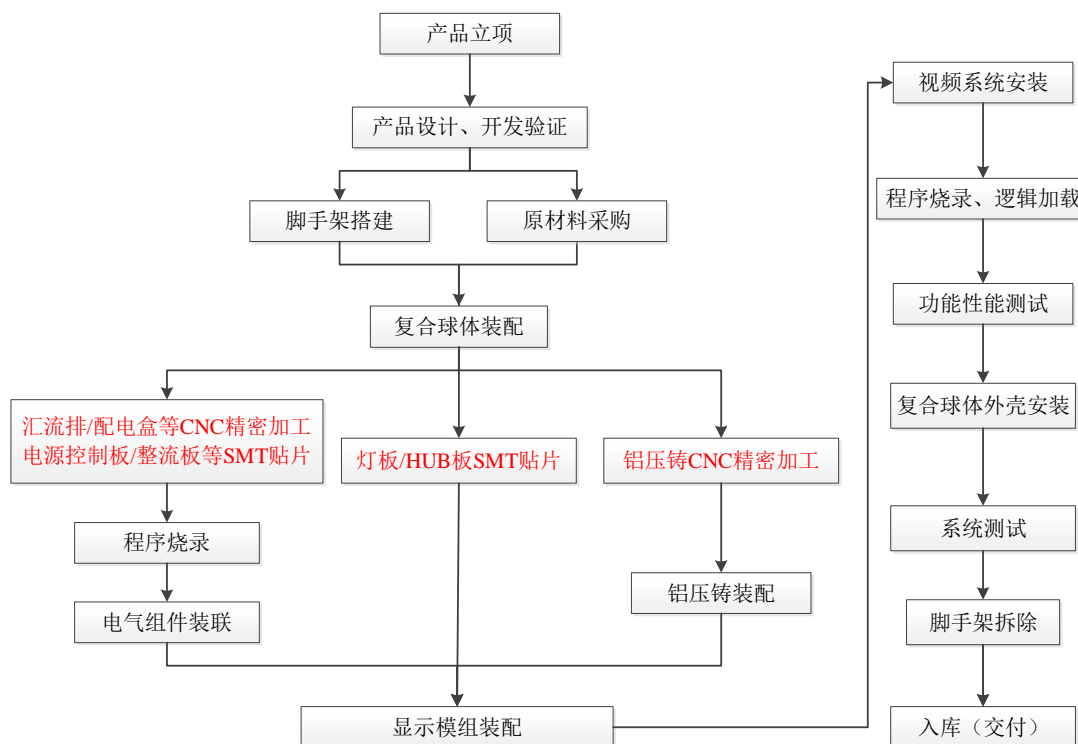 产品立项
产品设计、开发验证
脚手架搭建
原材料采购
复合球体装配
汇流排/配电盒等CNC精密加工
电源控制板/整流板等SMT贴片
灯板/HUB板SMT贴片
铝压铸CNC精密加工
程序烧录
铝压铸装配
电气组件装联
显示模组装配
视频系统安装
程序烧录、逻辑加载
功能性能测试
复合球体外壳安装
系统测试
脚手架拆除
入库（交付）